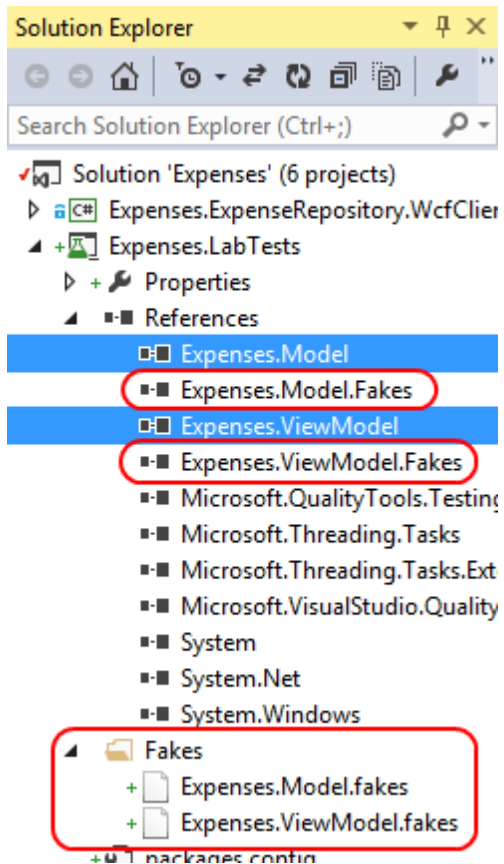 Solution Explorer
Search Solution Explorer (Ctrl+;)
Solution 'Expenses' (6 projects)
C# Expenses.ExpenseRepository.WcfClier
Expenses.LabTests
Properties
References
Expenses.Model
Expenses.Model.Fakes
Expenses.ViewModel
Expenses.ViewModel.Fakes
Microsoft.QualityTools.Testing
Microsoft.Threading.Tasks
Microsoft.Threading.Tasks.Exte
Microsoft.VisualStudio.Quality
System
System.Net
System.Windows
Fakes
Expenses.Model.fakes
Expenses.ViewModel.fakes
packages.config